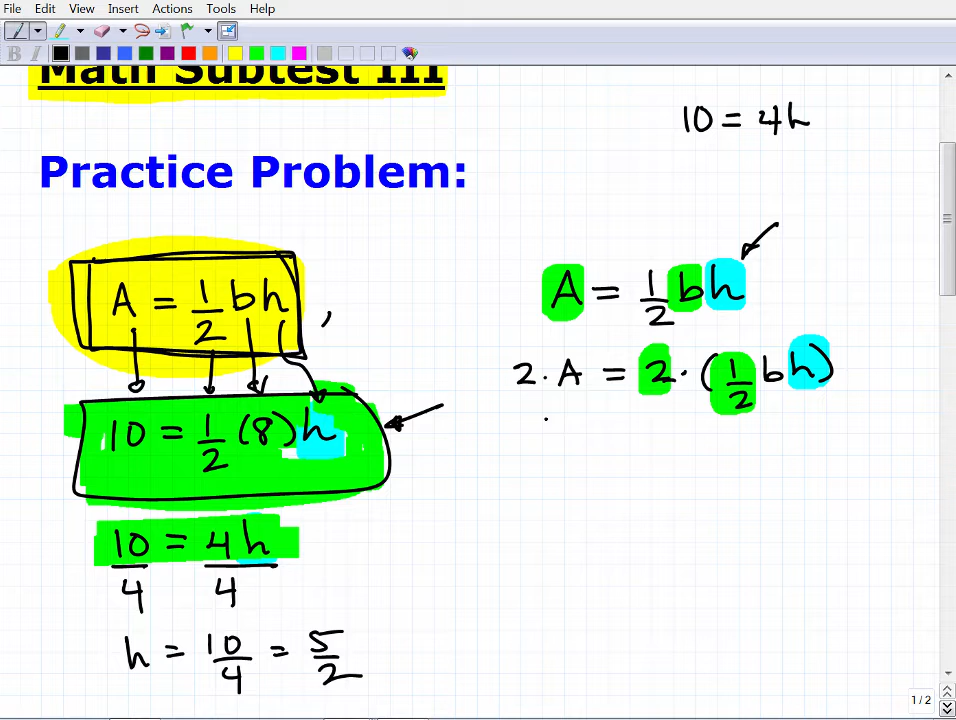 File Edit View Insert Actions Tools Help
B I
Math Subtest III
10 = 4h
Practice Problem:
A = 1/2 bh ,
10 = 1/2 (8)h
10 = 4h
4 4
h = 10/4 = 5/2
A = 1/2 bh
2 · A = 2 · (1/2 bh)
1 / 2